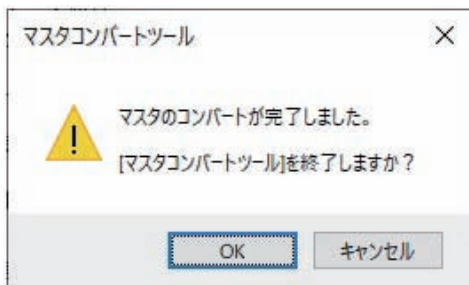 マスタコンバートツール
マスタのコンバートが完了しました。
[マスタコンバートツール]を終了しますか？
OK
キャンセル